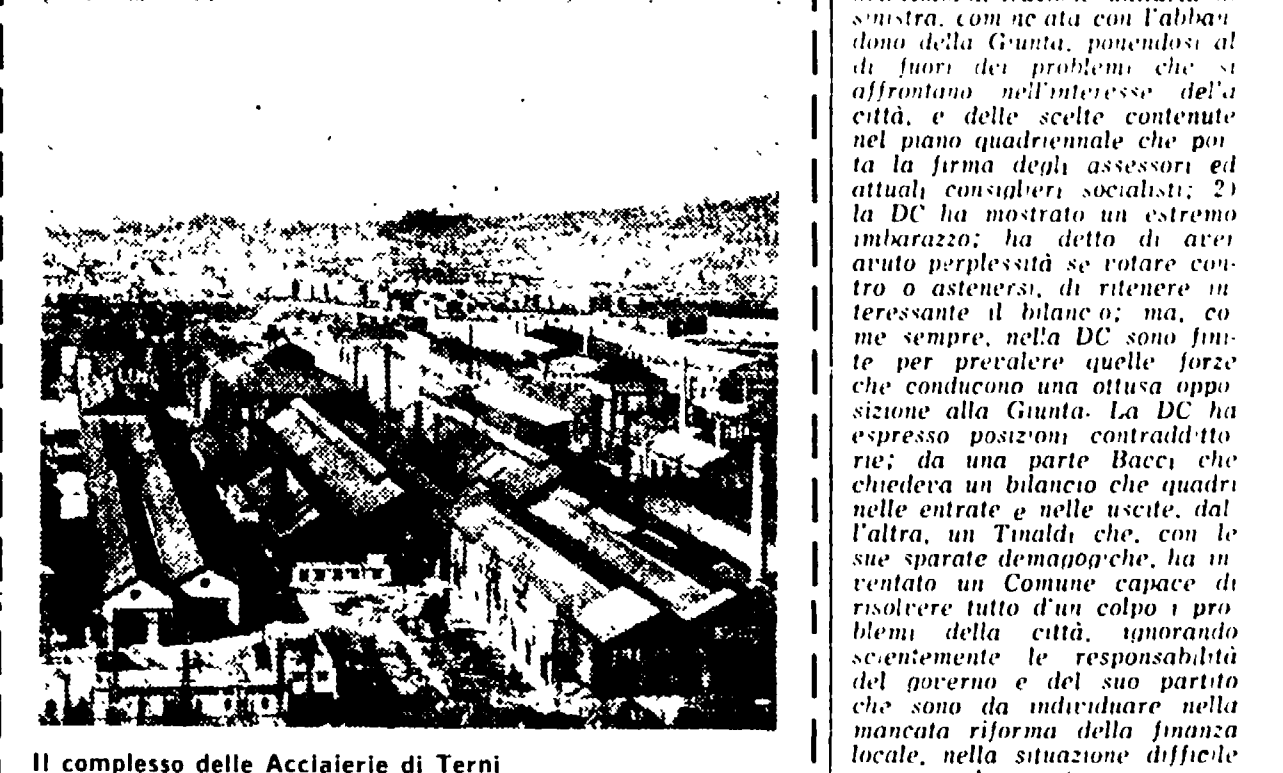 Il complesso delle Acciaierie di Terni
sinistra, com nc ata con l'abban
dono della Giunta, ponendosi al
di fuori dei problemi che si
affrontano nell'interesse del'a
città, e delle scelte contenute
nel piano quadriennale che por
ta la firma degli assessori ed
attuali consiglieri socialisti; 2)
la DC ha mostrato un estremo
imbarazzo; ha detto di aver
avuto perplessità se votare con-
tro o astenersi, di ritenere in
teressante il bilanc o; ma, co
me sempre, nella DC sono fini-
te per prevalere quelle forze
che conducono una ottusa oppo
sizione alla Giunta. La DC ha
espresso posizioni contradditto
rie; da una parte Bacci che
chiedeva un bilancio che quadri
nelle entrate e nelle uscite, dal
l'altra, un Tinaldi che, con le
sue sparate demagogiche, ha in
ventato un Comune capace di
risolvere tutto d'un colpo i pro
blemi della città, ignorando
scientemente le responsabilità
del governo e del suo partito
che sono da individuare nella
mancata riforma della finanza
locale, nella situazione difficile